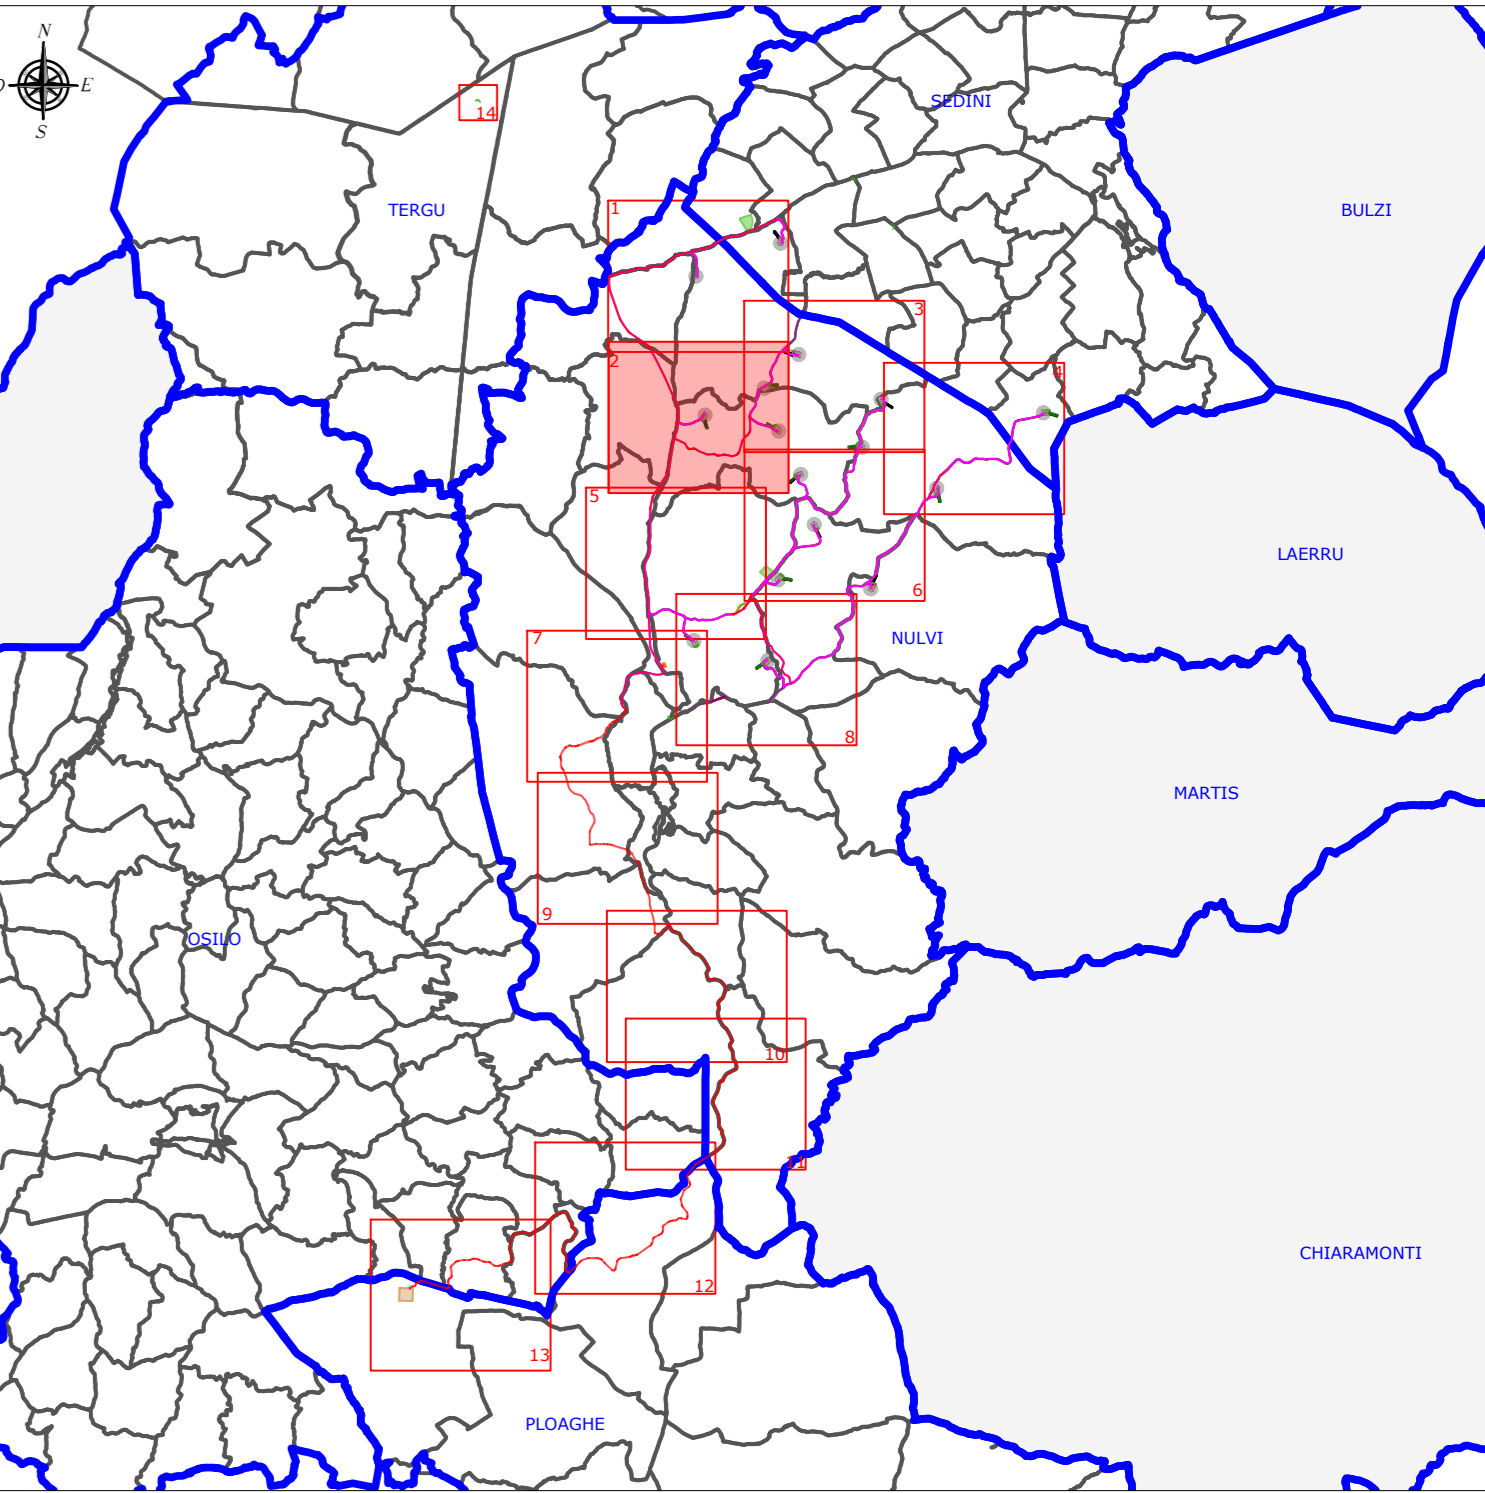 N
O E
S
14
SEDINI
TERGU
BULZI
1
3
2
4
5
LAERRU
6
7
NULVI
8
MARTIS
9
OSILO
10
11
CHIARAMONTI
12
13
PLOAGHE